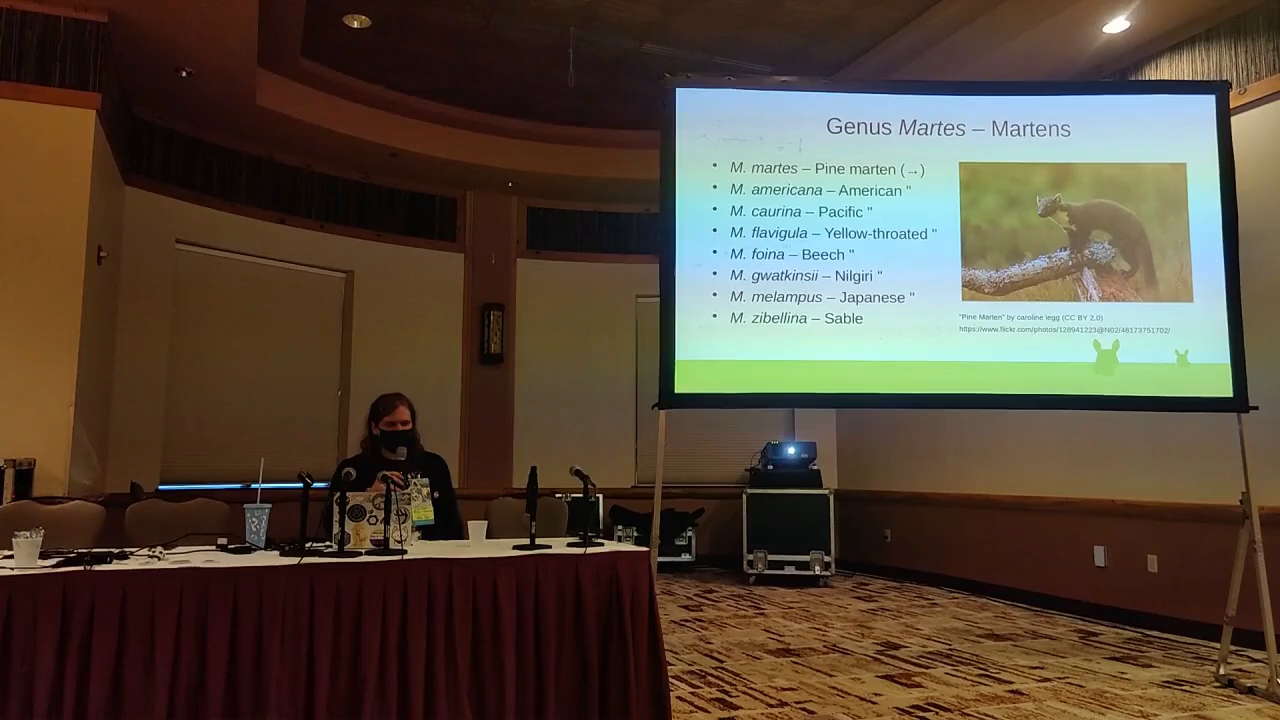 Genus Martes – Martens
• M. martes – Pine marten (→)
• M. americana – American "
• M. caurina – Pacific "
• M. flavigula – Yellow-throated "
• M. foina – Beech "
• M. gwatkinsii – Nilgiri "
• M. melampus – Japanese "
• M. zibellina – Sable
"Pine Marten" by caroline legg (CC BY 2.0)
https://www.flickr.com/photos/128941223@N02/46173751702/